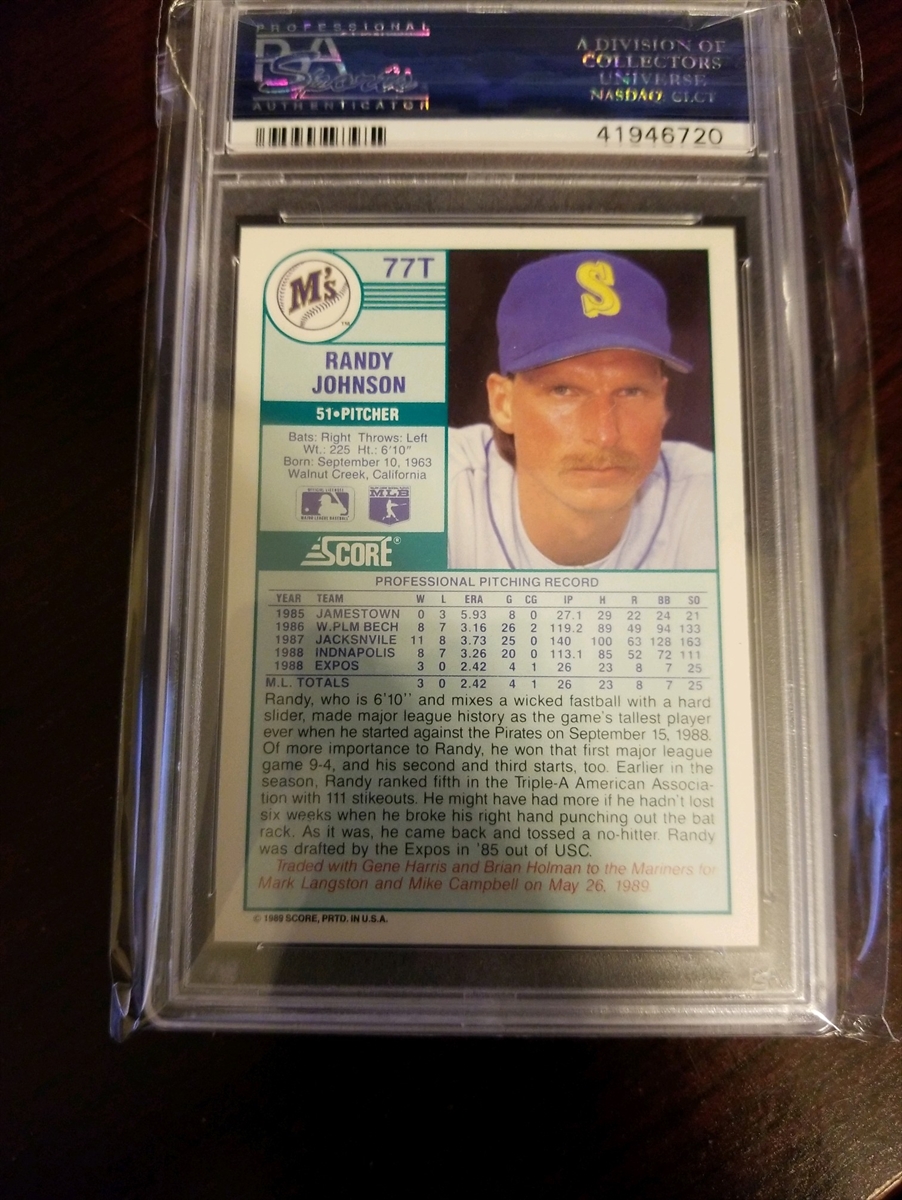 PROFESSIONAL
PSA
Sports
AUTHENTICATOR
A DIVISION OF
COLLECTORS
UNIVERSE
NASDAQ: CLCT
41946720
M's
TM
77T
S
RANDY
JOHNSON
51•PITCHER
Bats: Right Throws: Left
Wt.: 225 Ht.: 6'10"
Born: September 10, 1963
Walnut Creek, California
MLB
SCORE®
PROFESSIONAL PITCHING RECORD
YEAR TEAM W L ERA G CG IP H R BB SO
1985 JAMESTOWN 0 3 5.93 8 0 27.1 29 22 24 21
1986 W.PLM BECH 8 7 3.16 26 2 119.2 89 49 94 133
1987 JACKSNVILE 11 8 3.73 25 0 140 100 63 128 163
1988 INDNAPOLIS 8 7 3.26 20 0 113.1 85 52 72 111
1988 EXPOS 3 0 2.42 4 1 26 23 8 7 25
M.L. TOTALS 3 0 2.42 4 1 26 23 8 7 25
Randy, who is 6'10'' and mixes a wicked fastball with a hard
slider, made major league history as the game's tallest player
ever when he started against the Pirates on September 15, 1988.
Of more importance to Randy, he won that first major league
game 9-4, and his second and third starts, too. Earlier in the
season, Randy ranked fifth in the Triple-A American Associa-
tion with 111 stikeouts. He might have had more if he hadn't lost
six weeks when he broke his right hand punching out the bat
rack. As it was, he came back and tossed a no-hitter. Randy
was drafted by the Expos in '85 out of USC.
Traded with Gene Harris and Brian Holman to the Mariners for
Mark Langston and Mike Campbell on May 26, 1989.
© 1989 SCORE, PRTD. IN U.S.A.